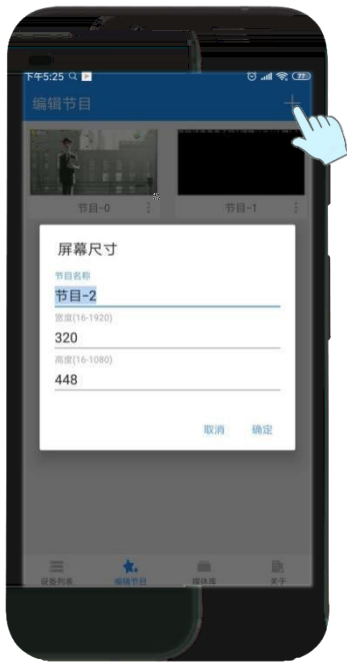 下午5:25
77
编辑节目
节目-0
节目-1
屏幕尺寸
节目名称
节目-2
宽度(16-1920)
320
高度(16-1080)
448
取消 确定
设备列表 编辑节目 媒体库 关于